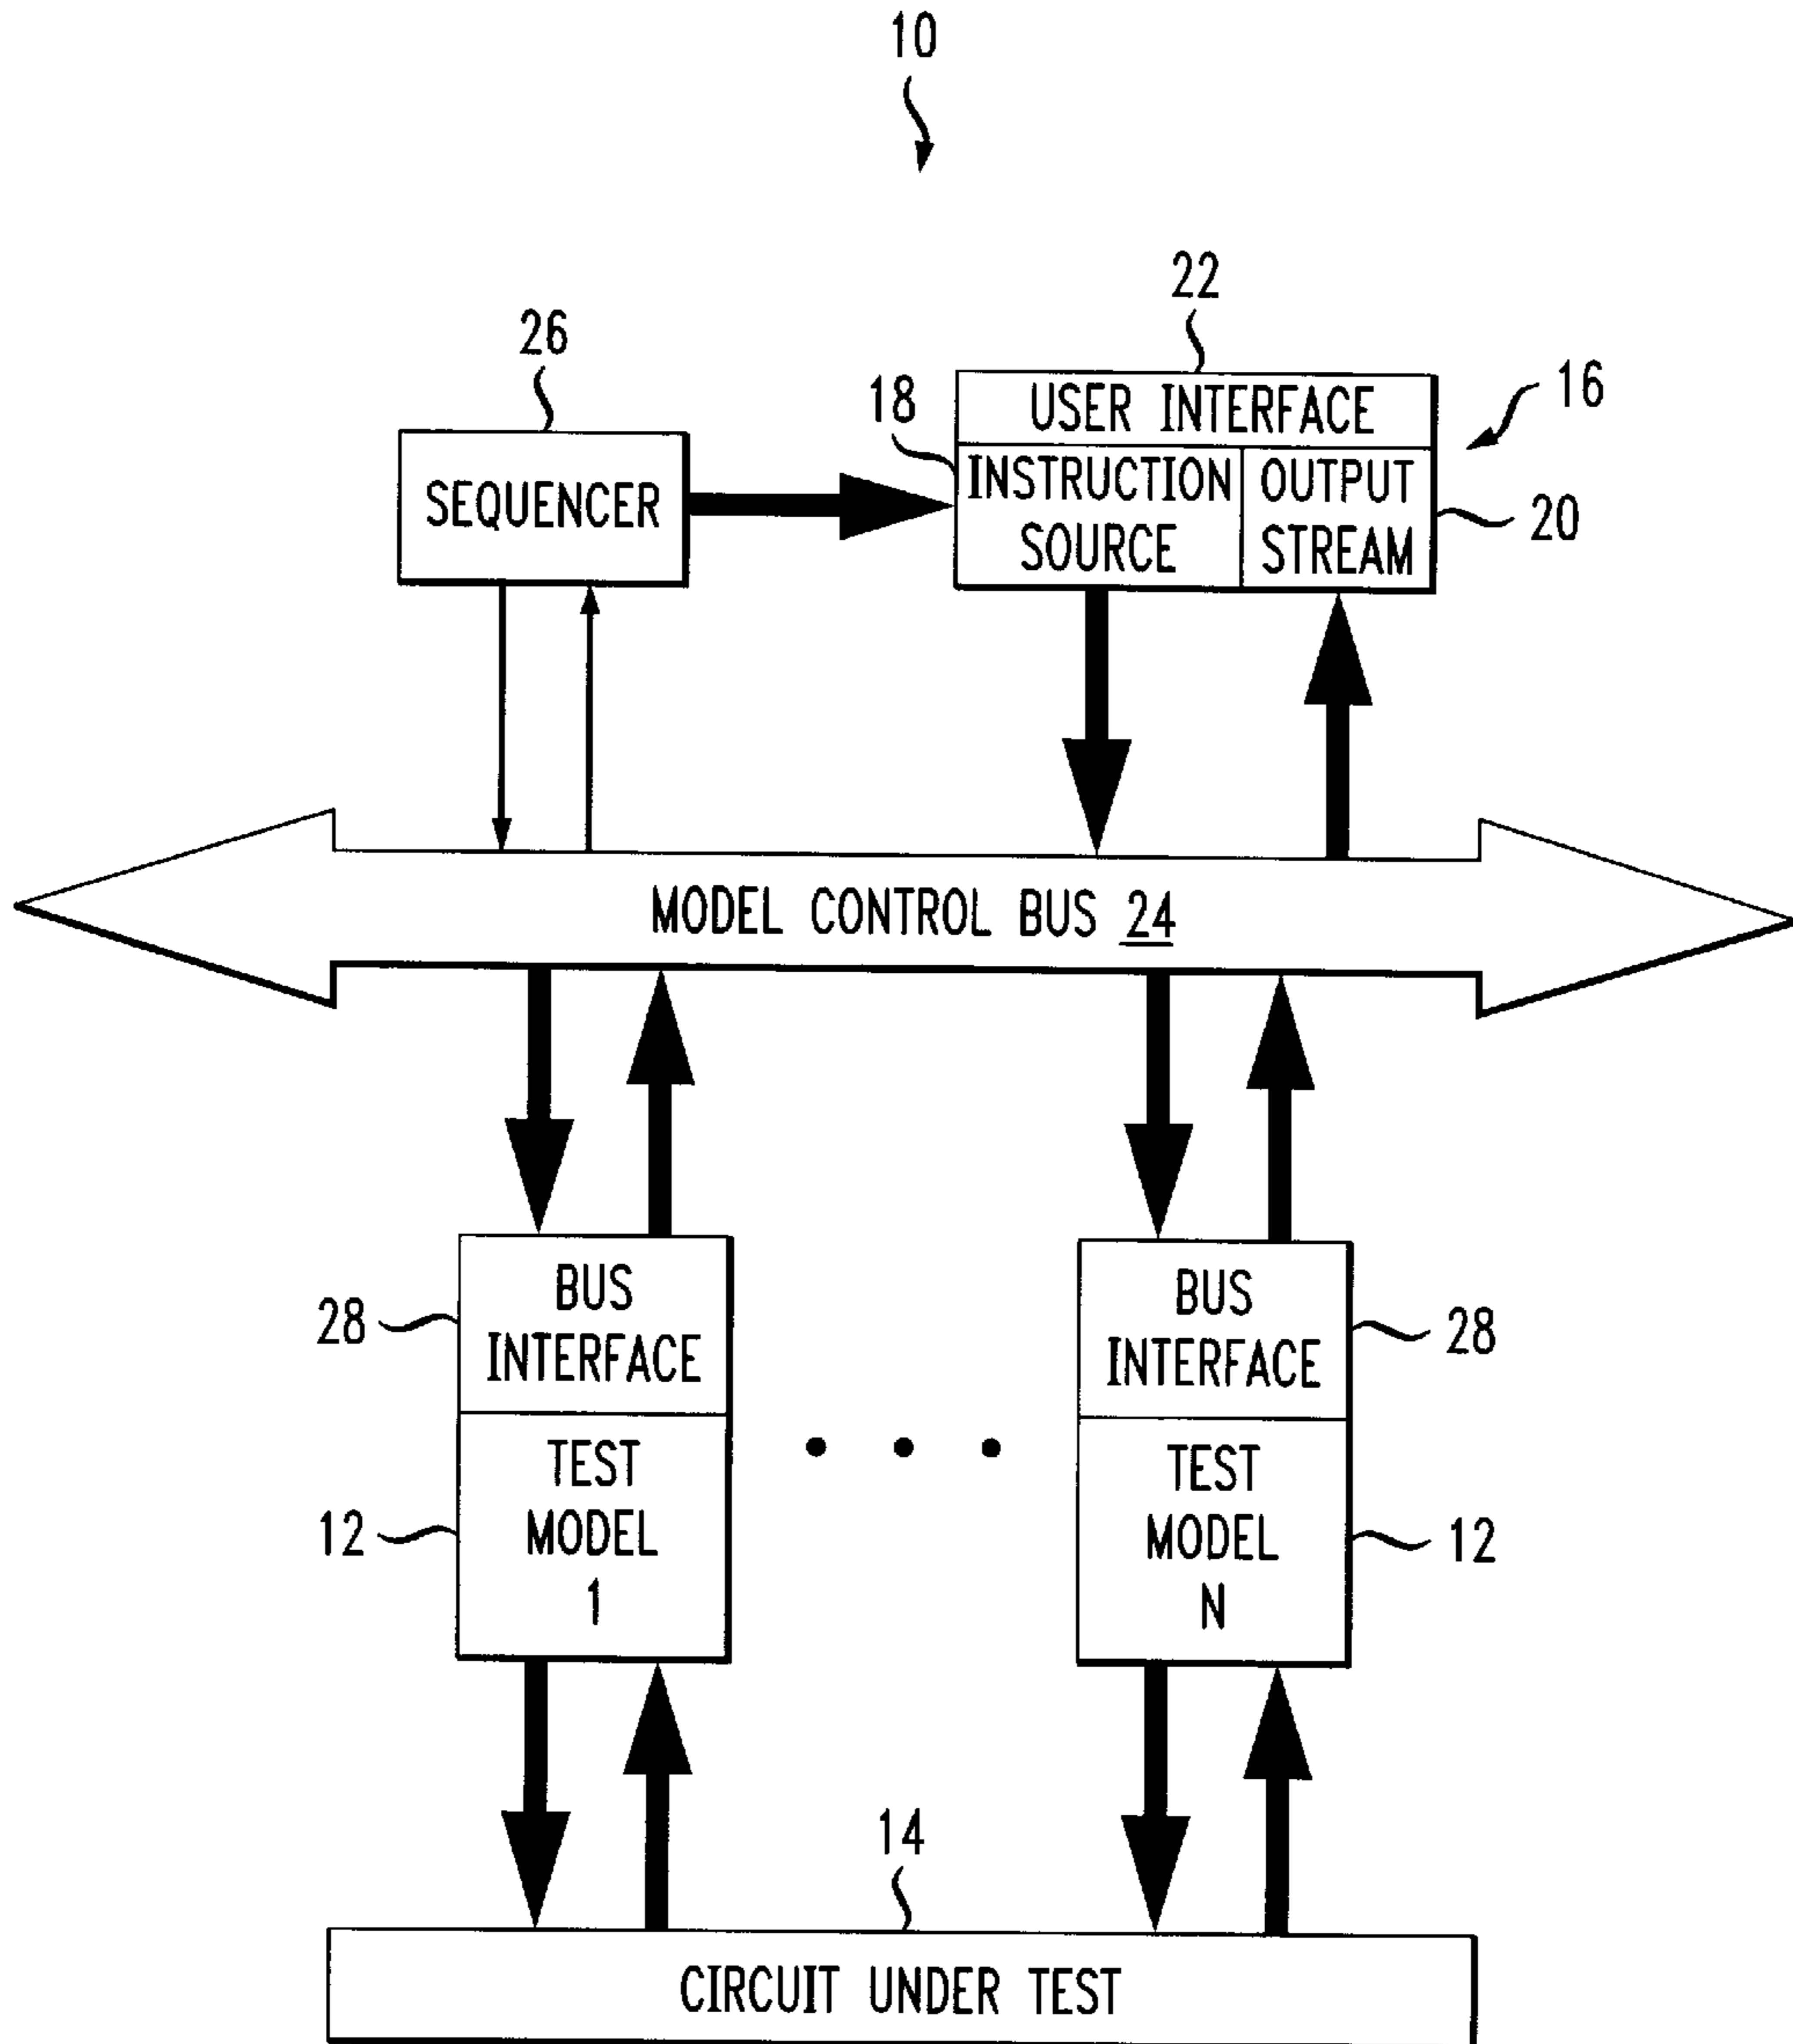 10
22
26
18
USER INTERFACE
16
SEQUENCER
INSTRUCTION
SOURCE
OUTPUT
STREAM
20
MODEL CONTROL BUS 24
28
BUS
INTERFACE
BUS
INTERFACE
28
12
TEST
MODEL
1
TEST
MODEL
N
12
14
CIRCUIT UNDER TEST